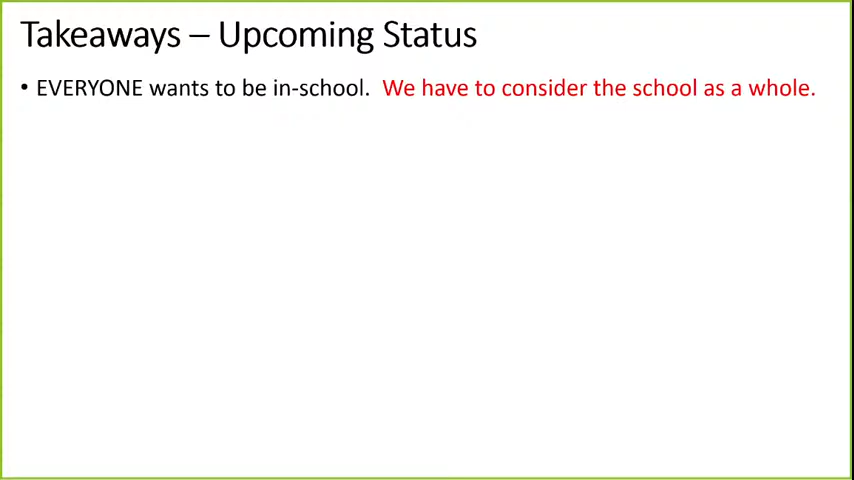 Takeaways – Upcoming Status
• EVERYONE wants to be in-school. We have to consider the school as a whole.